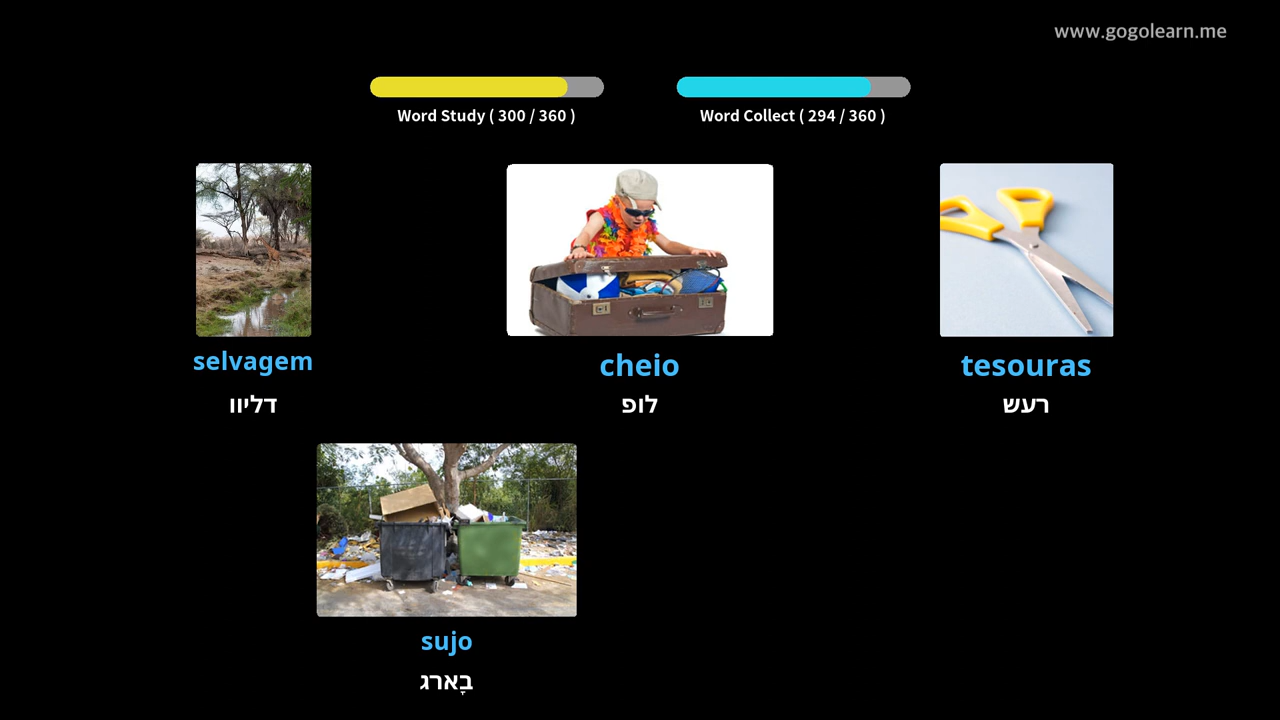 www.gogolearn.me
Word Study ( 300 / 360 )
Word Collect ( 294 / 360 )
selvagem
דליוו
cheio
לופ
tesouras
רעש
sujo
בָארג